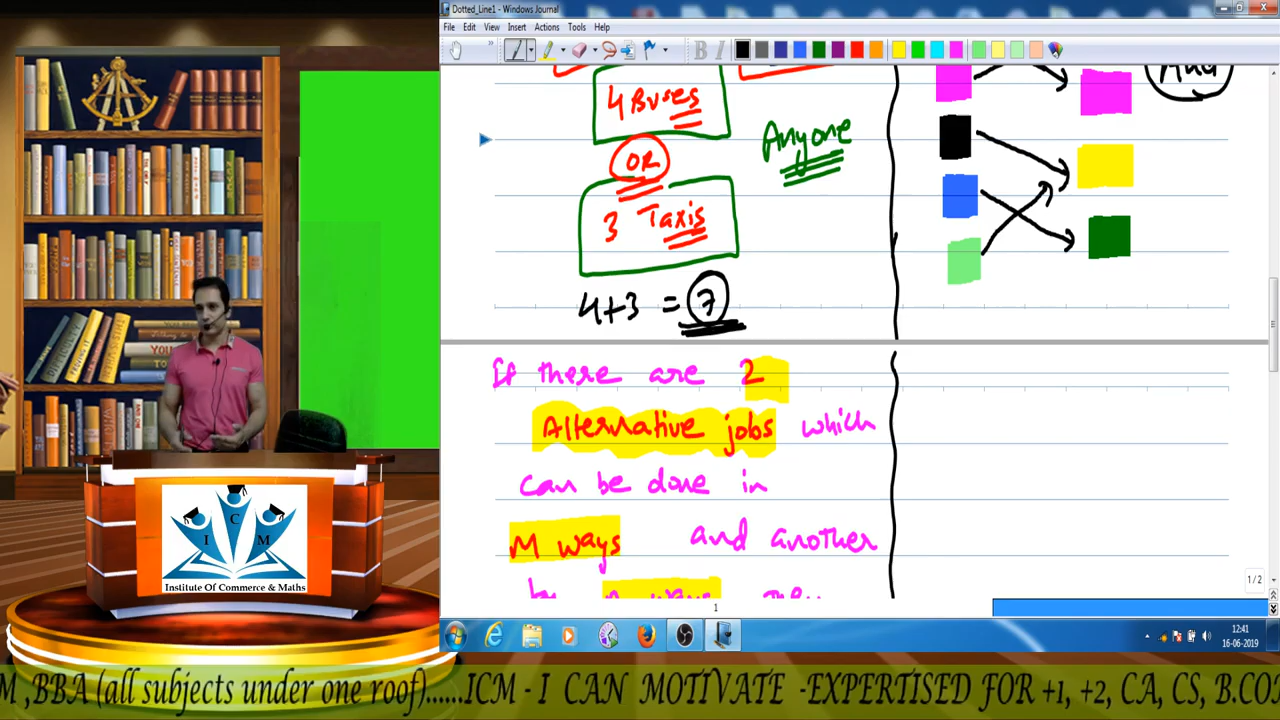 Dotted_Line1 - Windows Journal
File Edit View Insert Actions Tools Help
4 Buses
OR
Anyone
3 Taxis
4+3 = 7
And
If there are 2
Alternative jobs which
can be done in
M ways and another
1
1/2
I C M
Institute Of Commerce & Maths
12:41
16-06-2019
M ,BBA (all subjects under one roof)......ICM - I CAN MOTIVATE -EXPERTISED FOR +1, +2, CA, CS, B.CO